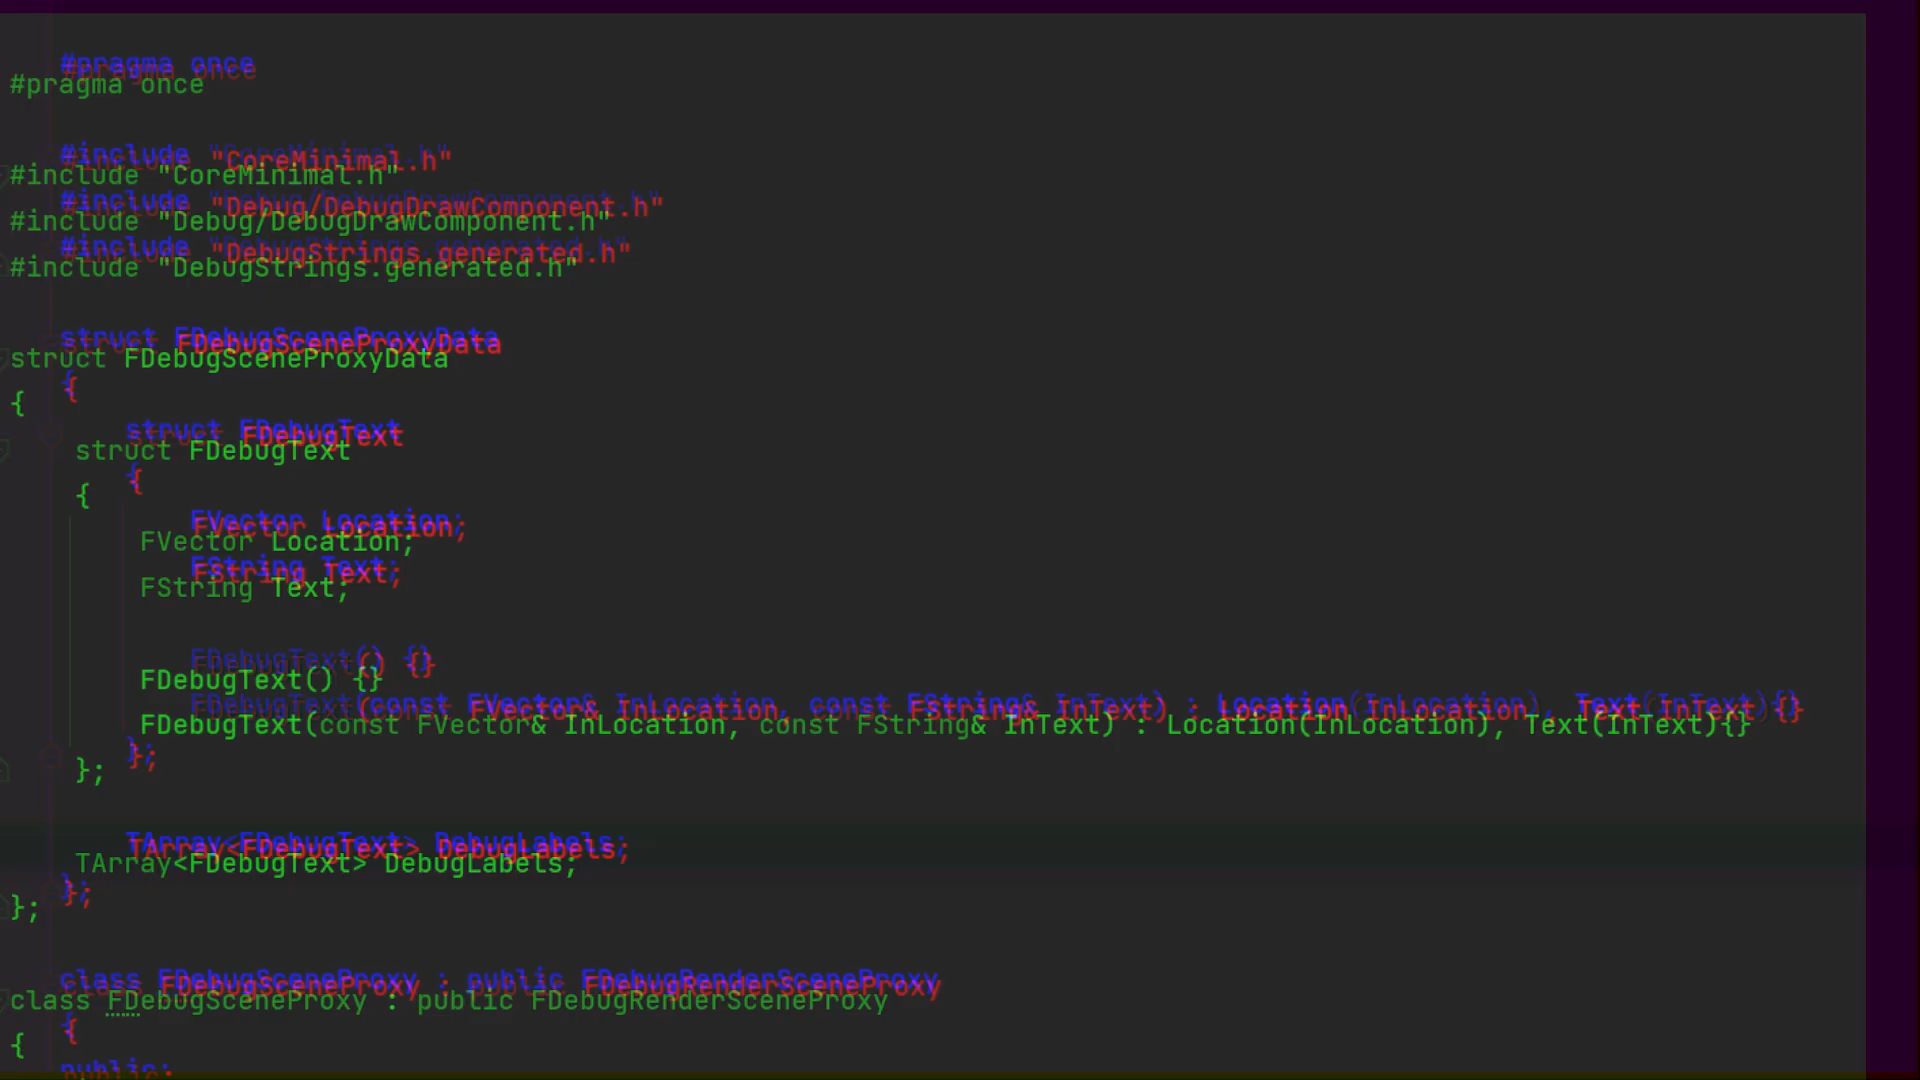 #pragma once
#include "CoreMinimal.h"
#include "Debug/DebugDrawComponent.h"
#include "DebugStrings.generated.h"
struct FDebugSceneProxyData
{
struct FDebugText
{
FVector Location;
FString Text;
FDebugText() {}
FDebugText(const FVector& InLocation, const FString& InText) : Location(InLocation), Text(InText){}
};
TArray<FDebugText> DebugLabels;
};
class FDebugSceneProxy : public FDebugRenderSceneProxy
{
public: